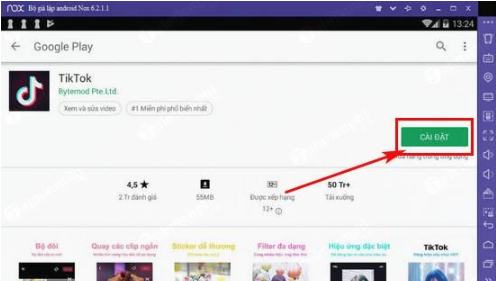 nox Bộ giả lập android Nox 6.2.1.1
13:24
Google Play
TikTok
Bytemod Pte.Ltd.
Xem và sửa video
#1 Miễn phí phổ biến nhất
CÀI ĐẶT
4,5 ★
2 Tr đánh giá
55MB
12+
Được xếp hạng
12+
50 Tr+
Tải xuống
Bộ đôi
Quay các clip ngắn
Sticker dễ thương
Filter đa dạng
Hiệu ứng đặc biệt
TikTok